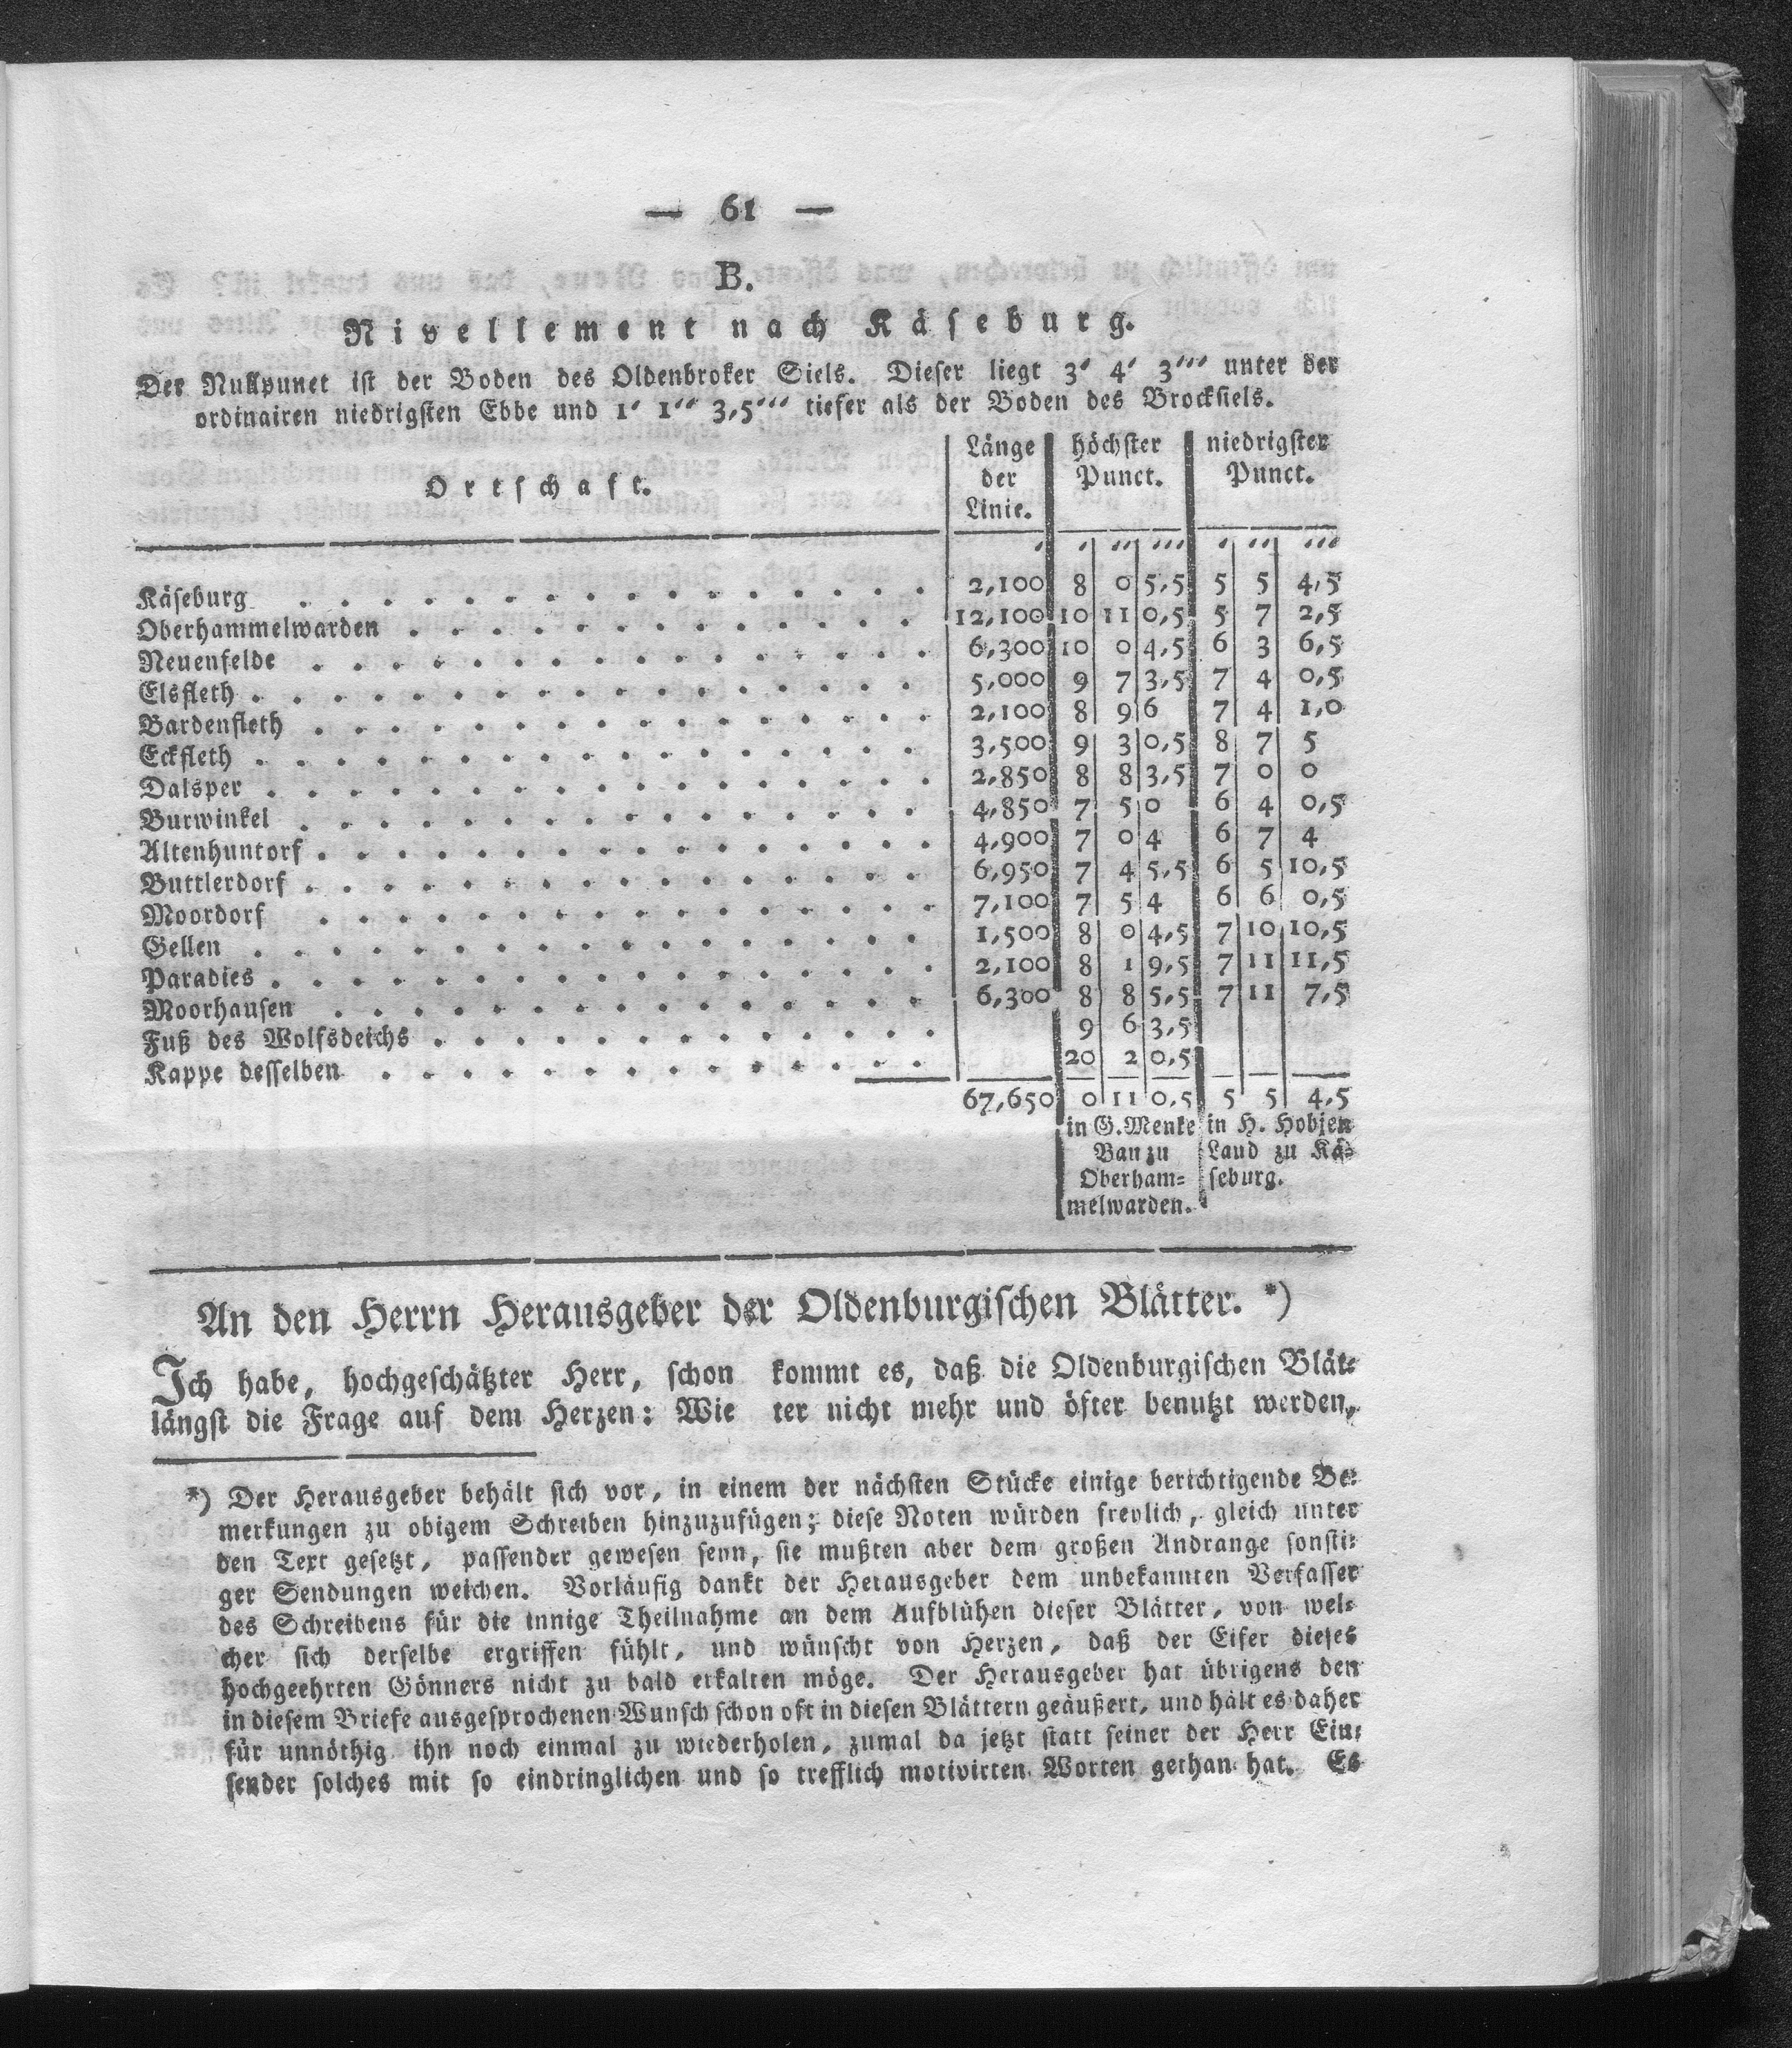 — 61 —
B.
Nivellement nach Käseburg.
Der Nullpunct ist der Boden des Oldenbroker Siels. Dieser liegt 3′ 4′ 3‴ unter der
ordinairen niedrigsten Ebbe und 1′ 1″ 3,5‴ tiefer als der Boden des Brocksiels.
Ortschaft. Länge der Linie. höchster Punct. niedrigster Punct.
′ ′ ″ ‴ ′ ″ ‴
Käseburg 2,100 8 0 5,5 5 5 4,5
Oberhammelwarden 12,100 10 11 0,5 5 7 2,5
Neuenfelde 6,300 10 0 4,5 6 3 6,5
Elsfleth 5,000 9 7 3,5 7 4 0,5
Bardenfleth 2,100 8 9 6 7 4 1,0
Eckfleth 3,500 9 3 0,5 8 7 5
Dalsper 2,850 8 8 3,5 7 0 0
Burwinkel 4,850 7 5 0 6 4 0,5
Altenhuntorf 4,900 7 0 4 6 7 4
Buttlerdorf 6,950 7 4 5,5 6 5 10,5
Moordorf 7,100 7 5 4 6 6 0,5
Gellen 1,500 8 0 4,5 7 10 10,5
Paradies 2,100 8 1 9,5 7 11 11,5
Moorhausen 6,300 8 8 5,5 7 11 7,5
Fuß des Wolfsdeichs 9 6 3,5
Kappe desselben 20 2 0,5
67,650 0 11 0,5 5 5 4,5
in G. Menke Bau zu Oberham=
melwarden.
in H. Hobjen Land zu Kä=
seburg.
An den Herrn Herausgeber der Oldenburgischen Blätter. *)
Ich habe, hochgeschätzter Herr, schon
längst die Frage auf dem Herzen: Wie
kommt es, daß die Oldenburgischen Blät=
ter nicht mehr und öfter benutzt werden,
*) Der Herausgeber behält sich vor, in einem der nächsten Stücke einige berichtigende Be=
merkungen zu obigem Schreiben hinzuzufügen; diese Noten würden freylich, gleich unter
den Text gesetzt, passender gewesen seyn, sie mußten aber dem großen Andrange sonsti=
ger Sendungen weichen. Vorläufig dankt der Herausgeber dem unbekannten Verfasser
des Schreibens für die innige Theilnahme an dem Aufblühen dieser Blätter, von wel=
cher sich derselbe ergriffen fühlt, und wünscht von Herzen, daß der Eifer dieses
hochgeehrten Gönners nicht zu bald erkalten möge. Der Herausgeber hat übrigens den
in diesem Briefe ausgesprochenen Wunsch schon oft in diesen Blättern geäußert, und hält es daher
für unnöthig ihn noch einmal zu wiederholen, zumal da jetzt statt seiner der Herr Ein=
sender solches mit so eindringlichen und so trefflich motivirten Worten gethan hat. Es